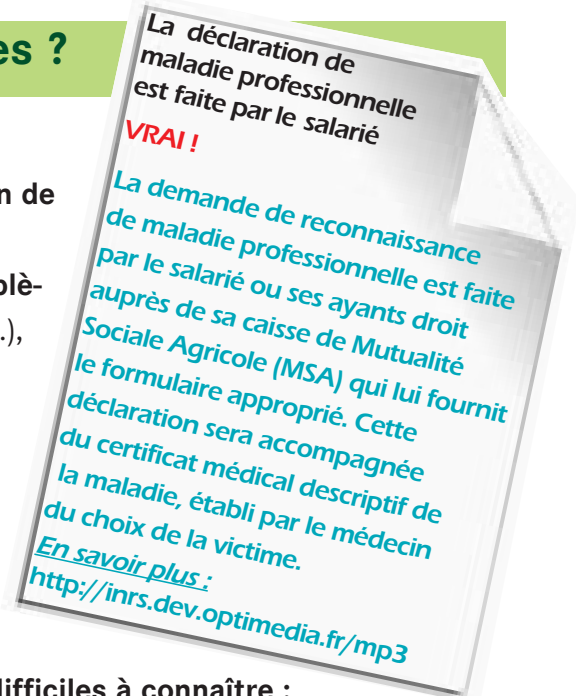 es ?
La déclaration de
maladie professionnelle
est faite par le salarié
VRAI !
n de
La demande de reconnaissance
de maladie professionnelle est faite
plè-
par le salarié ou ses ayants droit
.),
auprès de sa caisse de Mutualité
Sociale Agricole (MSA) qui lui fournit
le formulaire approprié. Cette
déclaration sera accompagnée
du certificat médical descriptif de
la maladie, établi par le médecin
du choix de la victime.
En savoir plus :
http://inrs.dev.optimedia.fr/mp3
difficiles à connaître :